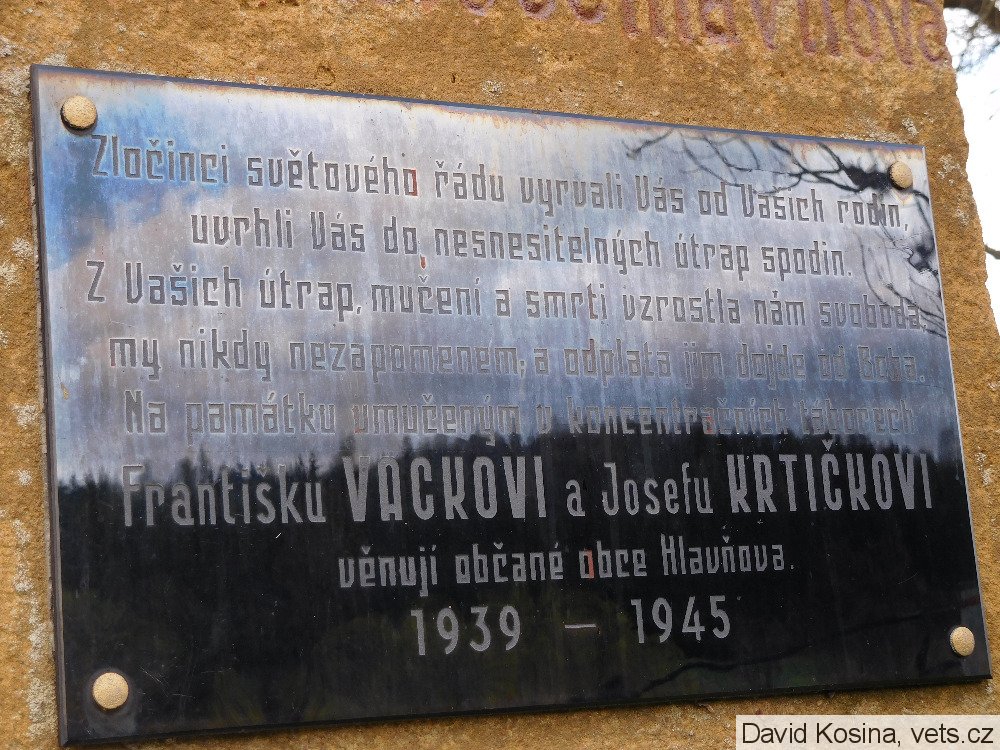 Hlavňova
Zločinci světového řádu vyrvali Vás od Vašich rodin,
uvrhli Vás do nesnesitelných útrap spodin.
Z Vašich útrap, mučení a smrti vzrostla nám svoboda,
my nikdy nezapomenem, a odplata jim dojde od Boha.
Na památku umučeným v koncentračních táborech
Františku VACKOVI a Josefu KRTIČKOVI
věnují občané obce Hlavňova.
1939 – 1945
David Kosina, vets.cz